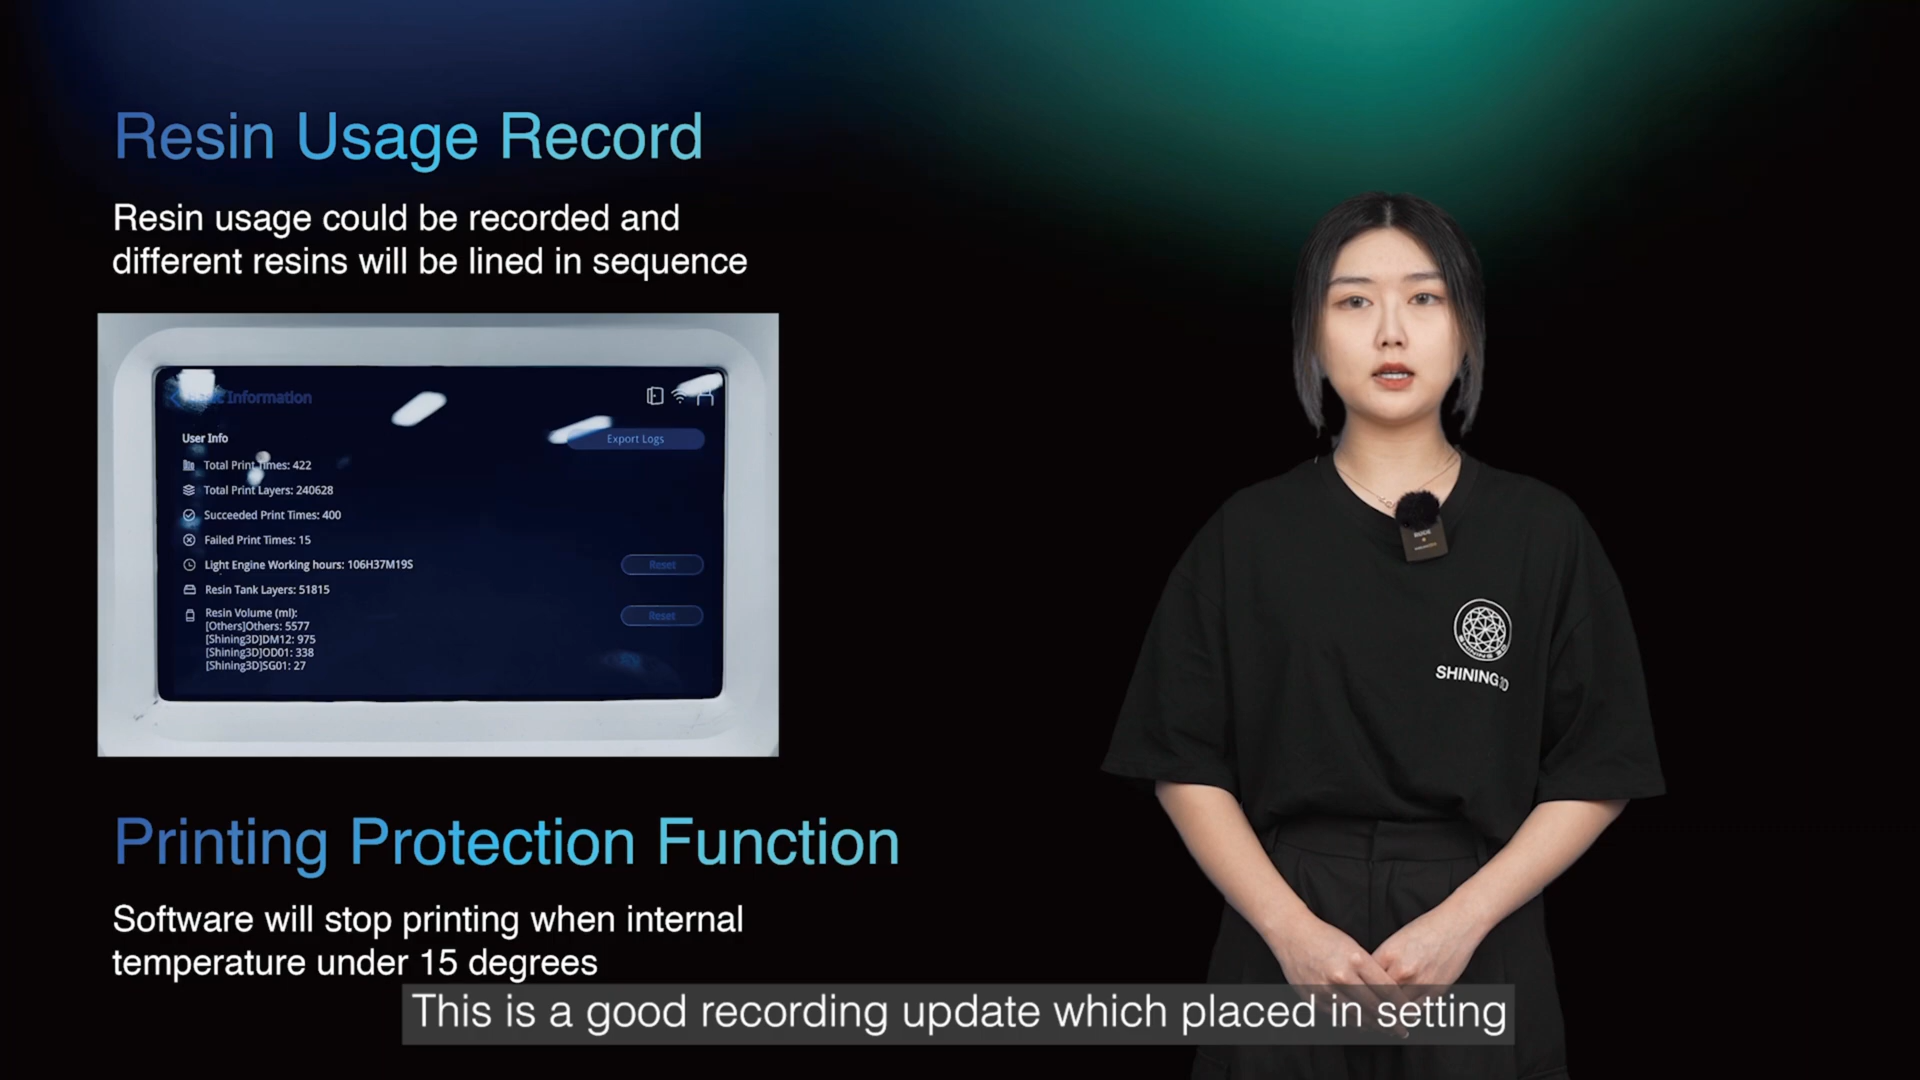 Resin Usage Record
Resin usage could be recorded and
different resins will be lined in sequence
Information
User Info
Export Logs
Total Print Times: 422
Total Print Layers: 240628
Succeeded Print Times: 400
Failed Print Times: 15
Light Engine Working hours: 106H37M19S
Reset
Resin Tank Layers: 51815
Resin Volume (ml):
Reset
[Others]Others: 5577
[Shining3D]DM12: 975
[Shining3D]OD01: 338
[Shining3D]SG01: 27
SHINING 3D
Printing Protection Function
Software will stop printing when internal
temperature under 15 degrees
This is a good recording update which placed in setting